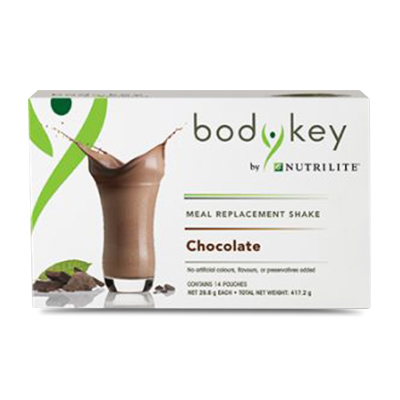 bodykey
by NUTRILITE™
MEAL REPLACEMENT SHAKE
Chocolate
No artificial colours, flavours, or preservatives added
CONTAINS 14 POUCHES
NET 29.8 g EACH • TOTAL NET WEIGHT: 417.2 g